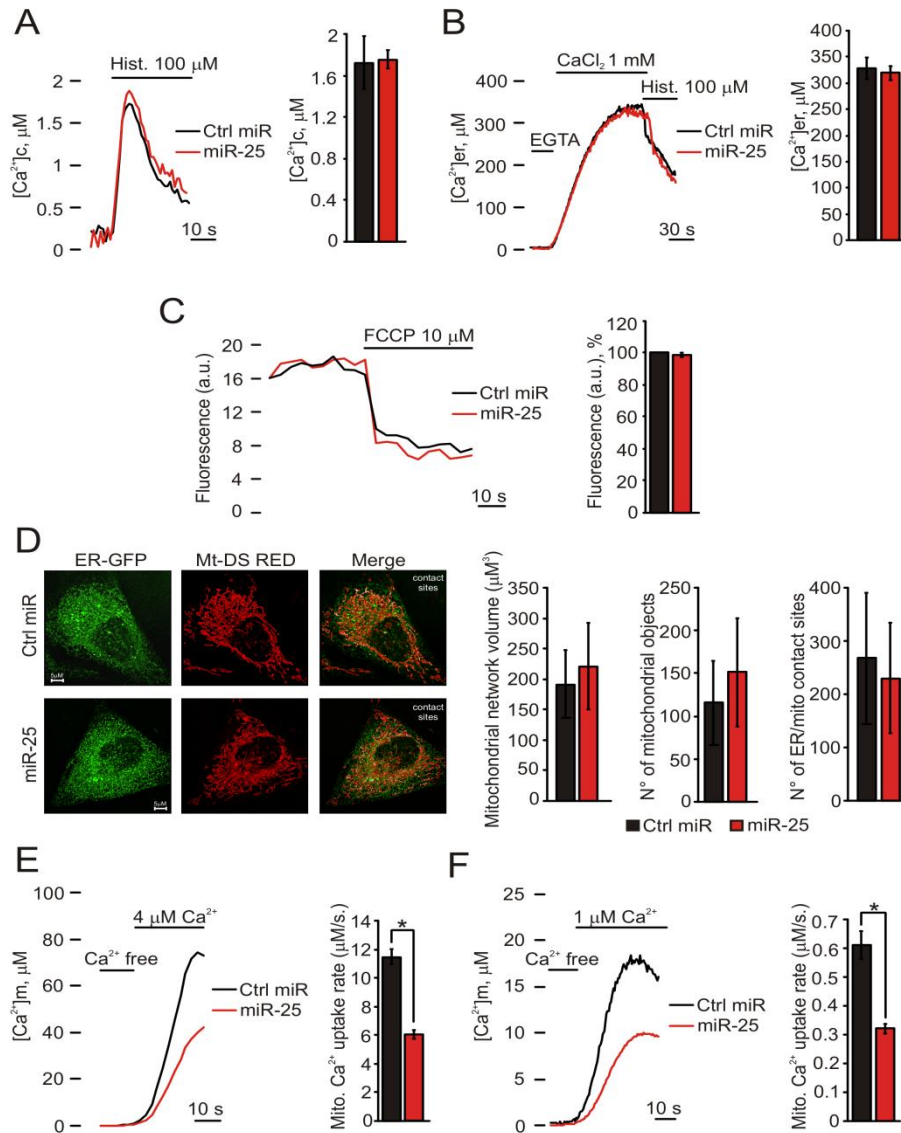 A
Hist. 100 µM
[Ca²⁺]c, µM
2
1.5
1
0.5
0
Ctrl miR
miR-25
10 s
[Ca²⁺]c, µM
2
1.6
1.2
0.8
0.4
0
B
CaCl₂ 1 mM
Hist. 100 µM
EGTA
[Ca²⁺]er, µM
400
300
200
100
0
Ctrl miR
miR-25
30 s
[Ca²⁺]er, µM
400
350
300
250
200
150
100
50
0
C
FCCP 10 µM
Fluorescence (a.u.)
20
16
12
8
4
0
Ctrl miR
miR-25
10 s
Fluorescence (a.u.), %
120
100
80
60
40
20
0
D
ER-GFP
Mt-DS RED
Merge
Ctrl miR
5µM
contact
sites
miR-25
5µM
contact
sites
Mitochondrial network volume (µM³)
350
300
250
200
150
100
50
0
N° of mitochondrial objects
250
200
150
100
50
0
N° of ER/mito contact sites
400
300
200
100
0
Ctrl miR
miR-25
E
4 µM Ca²⁺
Ca²⁺ free
[Ca²⁺]m, µM
100
80
60
40
20
0
Ctrl miR
miR-25
10 s
Mito. Ca²⁺ uptake rate (µM/s.)
14
12
10
8
6
4
2
0
*
F
1 µM Ca²⁺
Ca²⁺ free
[Ca²⁺]m, µM
25
20
15
10
5
0
Ctrl miR
miR-25
10 s
Mito. Ca²⁺ uptake rate (µM/s.)
0.7
0.6
0.5
0.4
0.3
0.2
0.1
0
*